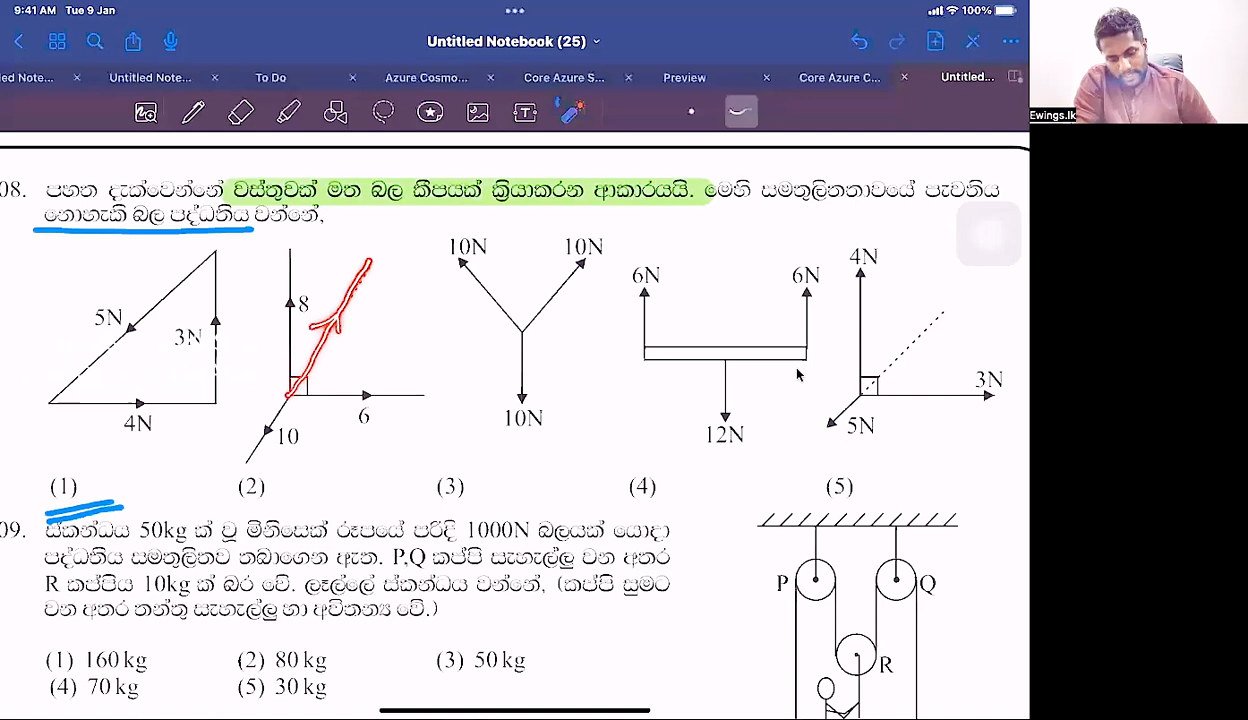 9:41 AM Tue 9 Jan
100%
Untitled Notebook (25)
led Note...
Untitled Note...
To Do
Azure Cosmo...
Core Azure S...
Preview
Core Azure C...
Untitled...
Ewings.lk
08. පහත දැක්වෙන්නේ වස්තුවක් මත බල කීපයක් ක්‍රියාකරන ආකාරයයි. මෙහි සමතුලිතතාවයේ පැවතිය
නොහැකි බල පද්ධතිය වන්නේ,
5N
3N
4N
8
6
10
10N
10N
10N
6N
6N
12N
4N
3N
5N
(1) (2) (3) (4) (5)
09. ස්කන්ධය 50kg ක් වූ මිනිසෙක් රූපයේ පරිදි 1000N බලයක් යොදා
පද්ධතිය සමතුලිතව තබාගෙන ඇත. P,Q කප්පි සැහැල්ලු වන අතර
R කප්පිය 10kg ක් බර වේ. ලෑල්ලේ ස්කන්ධය වන්නේ, (කප්පි සුමට
වන අතර තන්තු සැහැල්ලු හා අවිතන්‍ය වේ.)
P
Q
R
(1) 160kg (2) 80kg (3) 50kg
(4) 70kg (5) 30kg